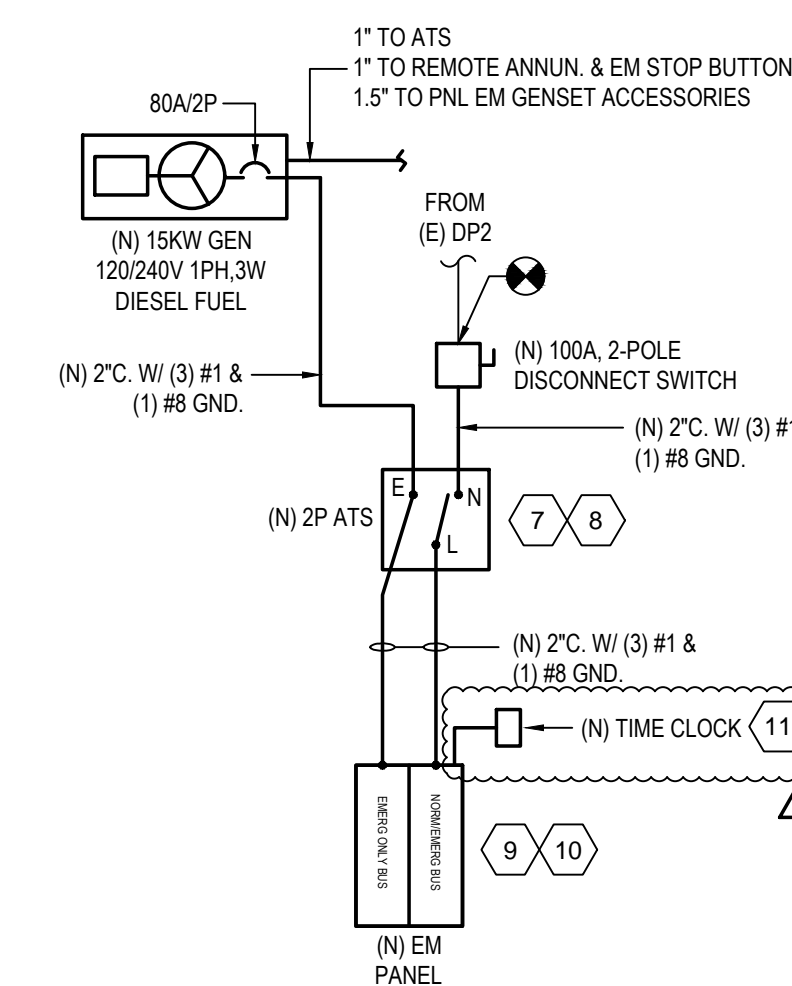 1" TO ATS
1" TO REMOTE ANNUN. & EM STOP BUTTON
1.5" TO PNL EM GENSET ACCESSORIES
80A/2P
(N) 15KW GEN
120/240V 1PH,3W
DIESEL FUEL
FROM
(E) DP2
(N) 100A, 2-POLE
DISCONNECT SWITCH
(N) 2"C. W/ (3) #1 &
(1) #8 GND.
(N) 2"C. W/ (3) #1
(1) #8 GND.
E
N
(N) 2P ATS
7
8
L
(N) 2"C. W/ (3) #1 &
(1) #8 GND.
(N) TIME CLOCK
11
EMERG ONLY BUS
NORM/EMERG BUS
9
10
(N) EM
PANEL